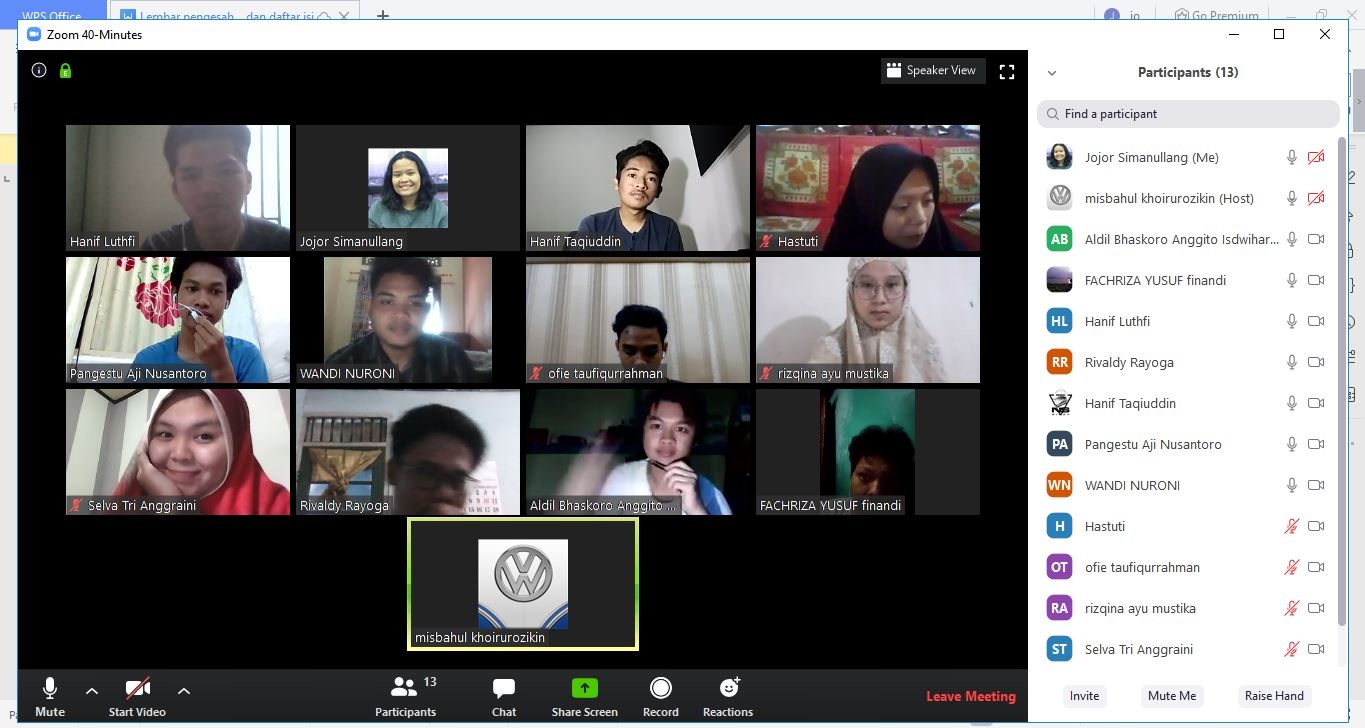 WPS Office
Lembar pengesah... dan daftar isi
Go Premium
Zoom 40-Minutes
Speaker View
Participants (13)
Find a participant
Hanif Luthfi
Jojor Simanullang
Hanif Taqiuddin
Hastuti
Pangestu Aji Nusantoro
WANDI NURONI
ofie taufiqurrahman
rizqina ayu mustika
Selva Tri Anggraini
Rivaldy Rayoga
Aldil Bhaskoro Anggito ...
FACHRIZA YUSUF finandi
misbahul khoirurozikin
Jojor Simanullang (Me)
misbahul khoirurozikin (Host)
AB Aldil Bhaskoro Anggito Isdwihar...
FACHRIZA YUSUF finandi
HL Hanif Luthfi
RR Rivaldy Rayoga
Hanif Taqiuddin
PA Pangestu Aji Nusantoro
WN WANDI NURONI
H Hastuti
OT ofie taufiqurrahman
RA rizqina ayu mustika
ST Selva Tri Anggraini
Invite
Mute Me
Raise Hand
Mute
Start Video
Participants 13
Chat
Share Screen
Record
Reactions
Leave Meeting